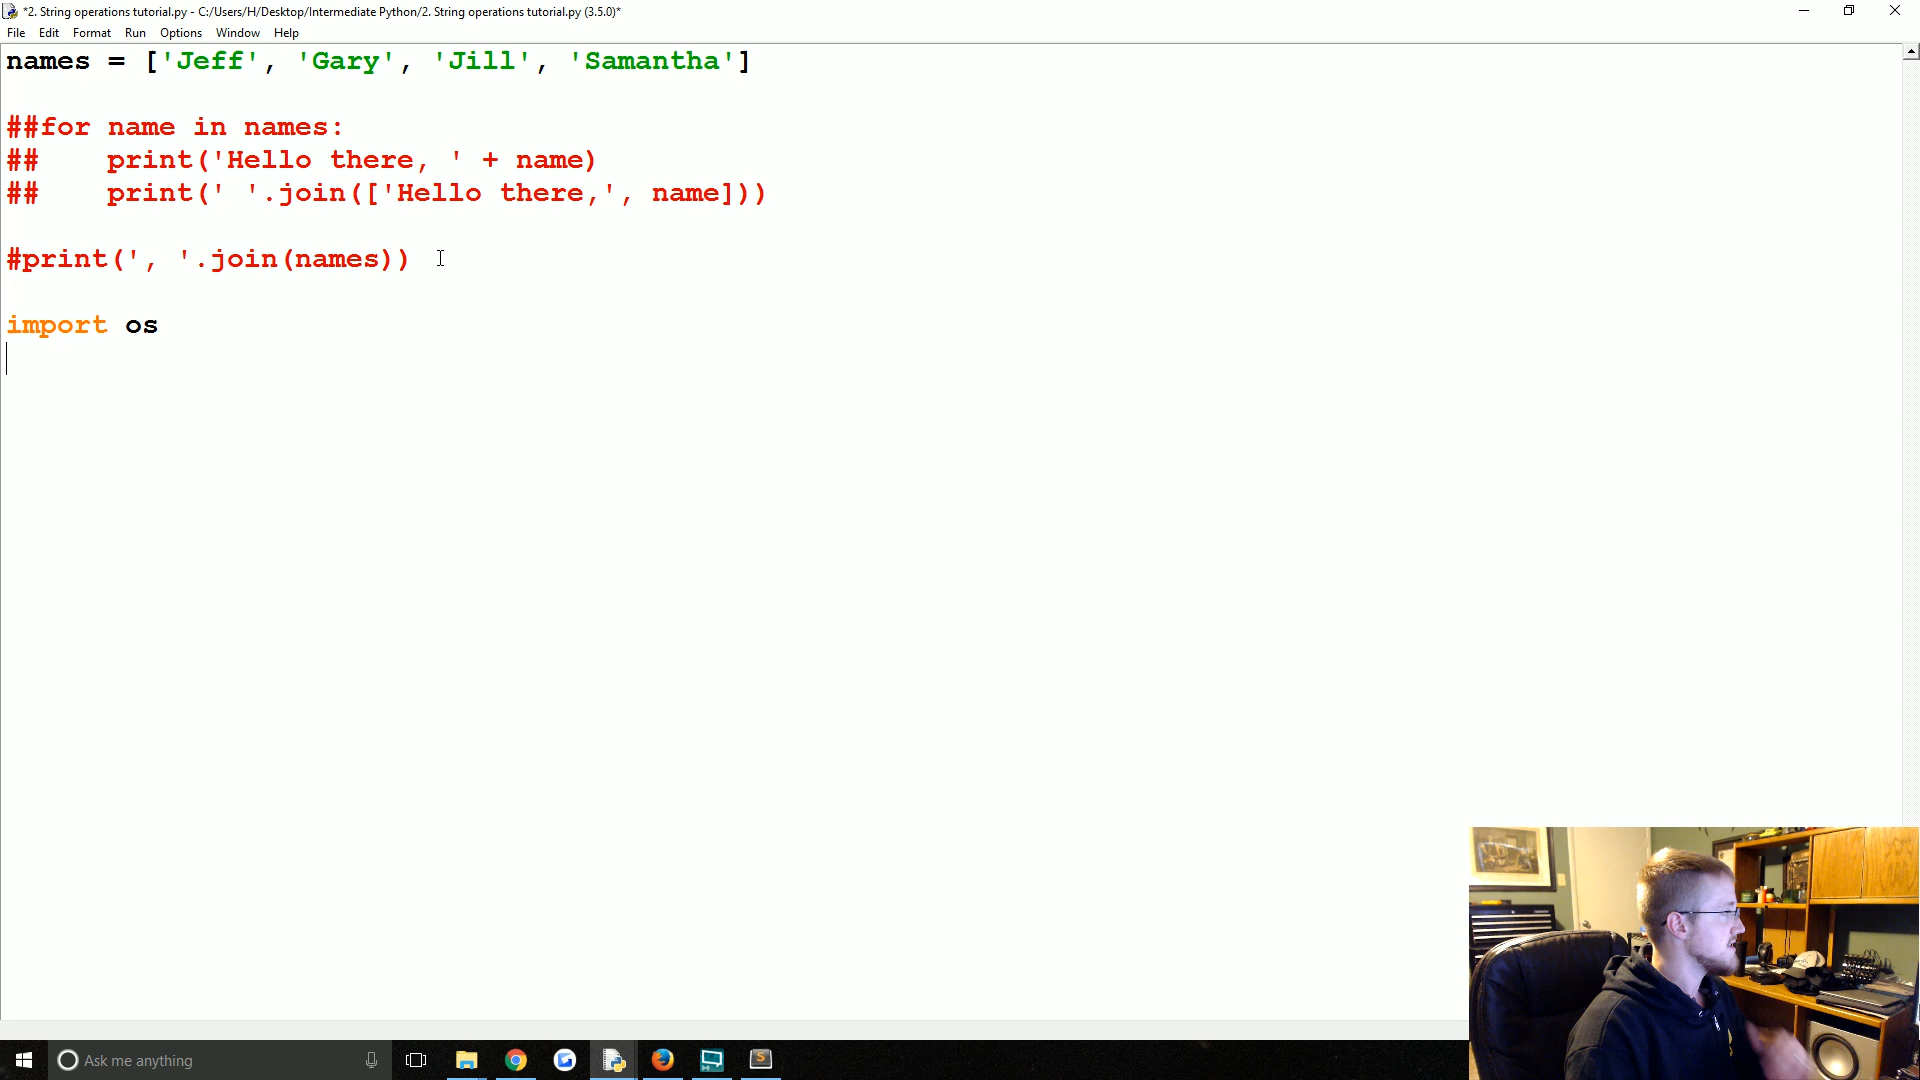 *2. String operations tutorial.py - C:/Users/H/Desktop/Intermediate Python/2. String operations tutorial.py (3.5.0)*
File Edit Format Run Options Window Help
names = ['Jeff', 'Gary', 'Jill', 'Samantha']
##for name in names:
##    print('Hello there, ' + name)
##    print(' '.join(['Hello there,', name]))
#print(', '.join(names))
import os
Ask me anything